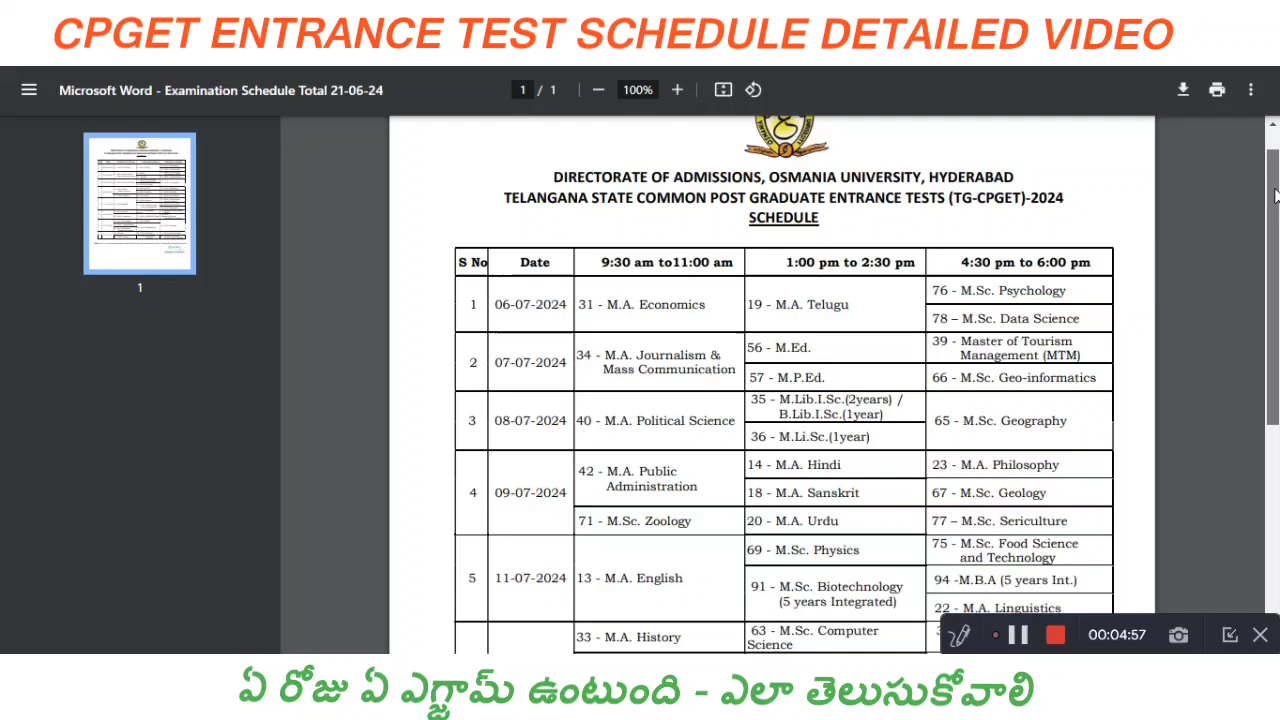 CPGET ENTRANCE TEST SCHEDULE DETAILED VIDEO
Microsoft Word - Examination Schedule Total 21-06-24
1 / 1
100%
1
DIRECTORATE OF ADMISSIONS, OSMANIA UNIVERSITY, HYDERABAD
TELANGANA STATE COMMON POST GRADUATE ENTRANCE TESTS (TG-CPGET)-2024
SCHEDULE
S No Date 9:30 am to11:00 am 1:00 pm to 2:30 pm 4:30 pm to 6:00 pm
1 06-07-2024 31 - M.A. Economics 19 - M.A. Telugu 76 - M.Sc. Psychology
78 – M.Sc. Data Science
2 07-07-2024 34 - M.A. Journalism &
Mass Communication
56 - M.Ed.
57 - M.P.Ed.
39 - Master of Tourism
Management (MTM)
66 - M.Sc. Geo-informatics
3 08-07-2024 40 - M.A. Political Science
35 - M.Lib.I.Sc.(2years) /
B.Lib.I.Sc.(1year)
36 - M.Li.Sc.(1year)
65 - M.Sc. Geography
4 09-07-2024
42 - M.A. Public
Administration
71 - M.Sc. Zoology
14 - M.A. Hindi
18 - M.A. Sanskrit
20 - M.A. Urdu
23 - M.A. Philosophy
67 - M.Sc. Geology
77 – M.Sc. Sericulture
5 11-07-2024 13 - M.A. English
69 - M.Sc. Physics
91 - M.Sc. Biotechnology
(5 years Integrated)
75 - M.Sc. Food Science
and Technology
94 -M.B.A (5 years Int.)
22 - M.A. Linguistics
33 - M.A. History
63 - M.Sc. Computer
Science
00:04:57
ఏ రోజు ఏ ఎగ్జామ్ ఉంటుంది - ఎలా తెలుసుకోవాలి